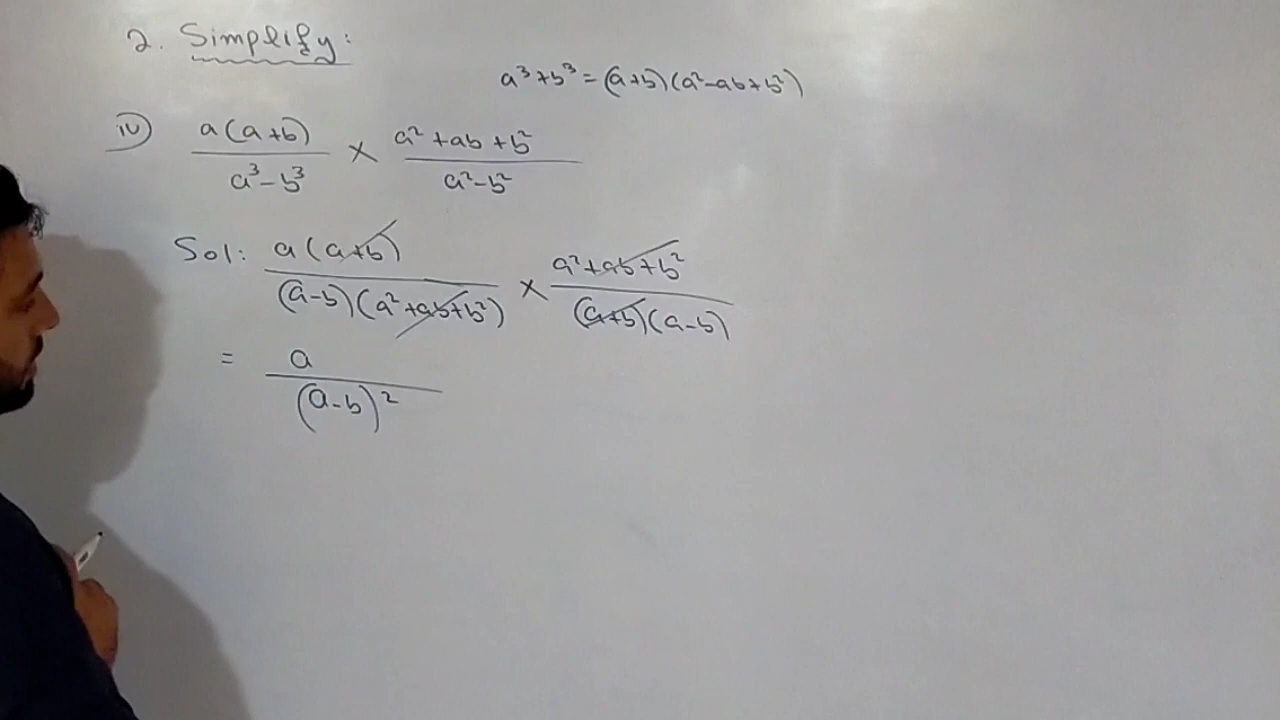 2. Simplify:
a³+b³=(a+b)(a²-ab+b²)
iv) a(a+b)/a³-b³ × a²+ab+b²/a²-b²
Sol: a(a+b)/(a-b)(a²+ab+b²) × a²+ab+b²/(a+b)(a-b)
= a/(a-b)²